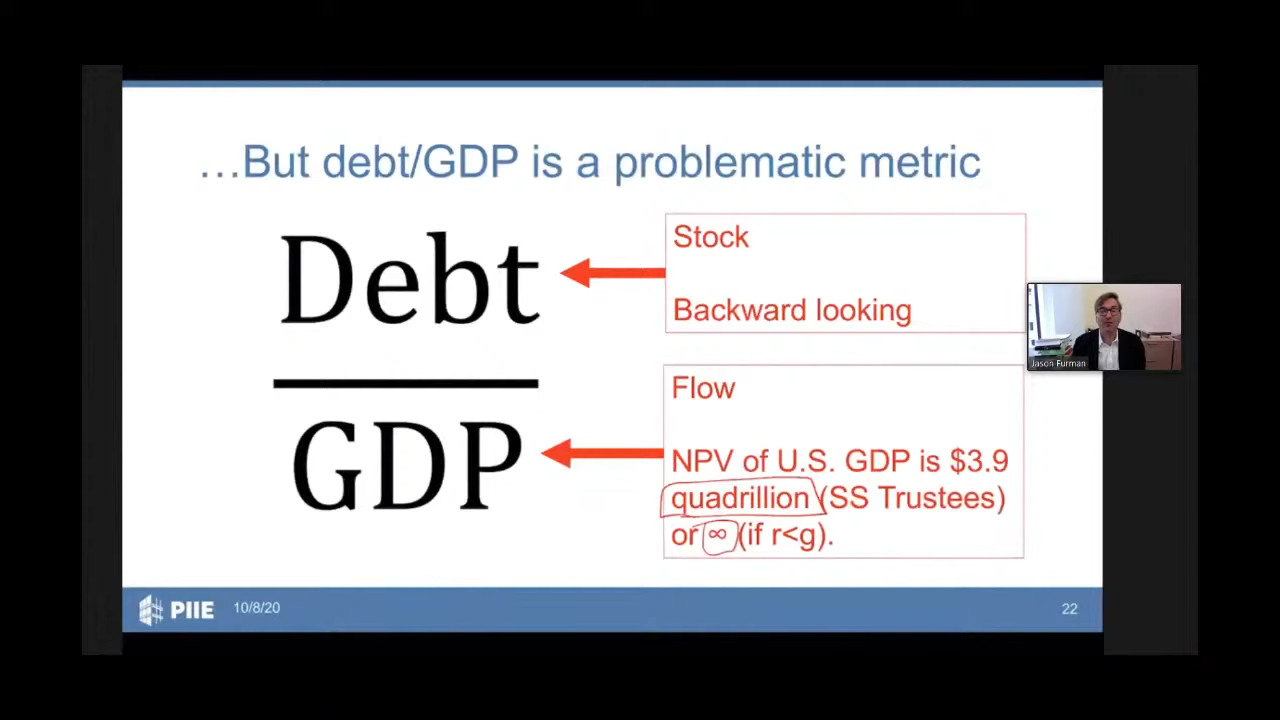 …But debt/GDP is a problematic metric
Debt
GDP
Stock
Backward looking
Flow
NPV of U.S. GDP is $3.9
quadrillion (SS Trustees)
or ∞ (if r<g).
Jason Furman
PIIE
10/8/20
22